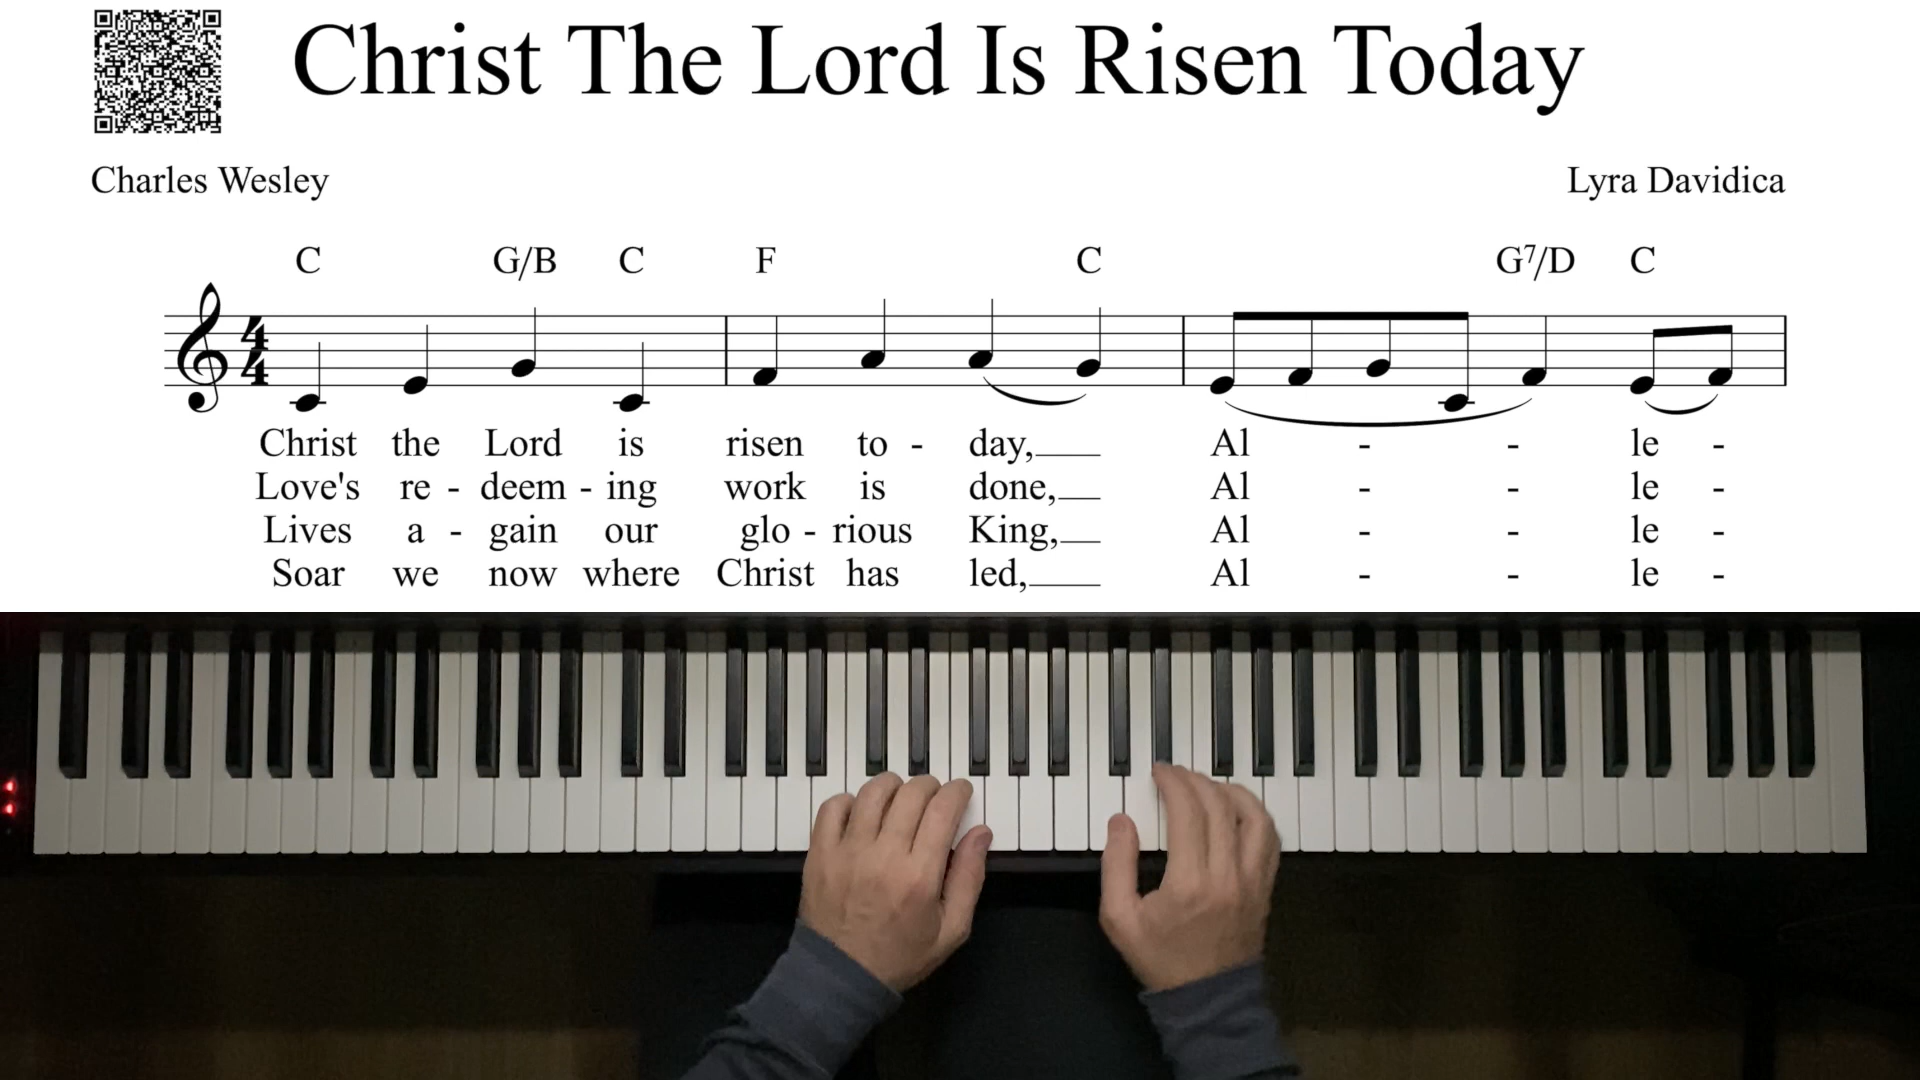 Christ The Lord Is Risen Today
Charles Wesley
Lyra Davidica
C G/B C F C G7/D C
4
4
Christ the Lord is risen to - day, Al - - le -
Love's re - deem - ing work is done, Al - - le -
Lives a - gain our glo - rious King, Al - - le -
Soar we now where Christ has led, Al - - le -